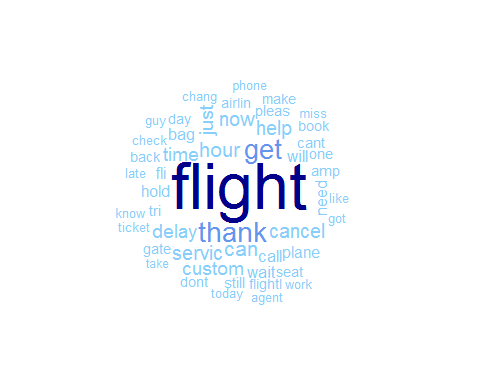 phone
chang airlin make
guy day just now pleas miss
check bag help book
back time hour get will one cant
late fli flight amp
hold need like
know tri got
ticket delay thank cancel
gate servic can call plane
take custom wait seat
dont still flightl work
today agent